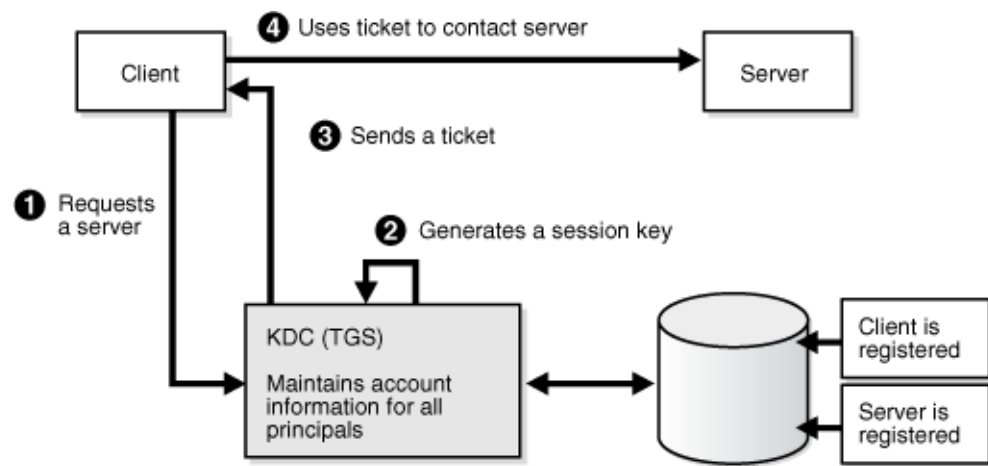 4 Uses ticket to contact server
Client
Server
3 Sends a ticket
1 Requests
a server
2 Generates a session key
KDC (TGS)
Maintains account
information for all
principals
Client is
registered
Server is
registered